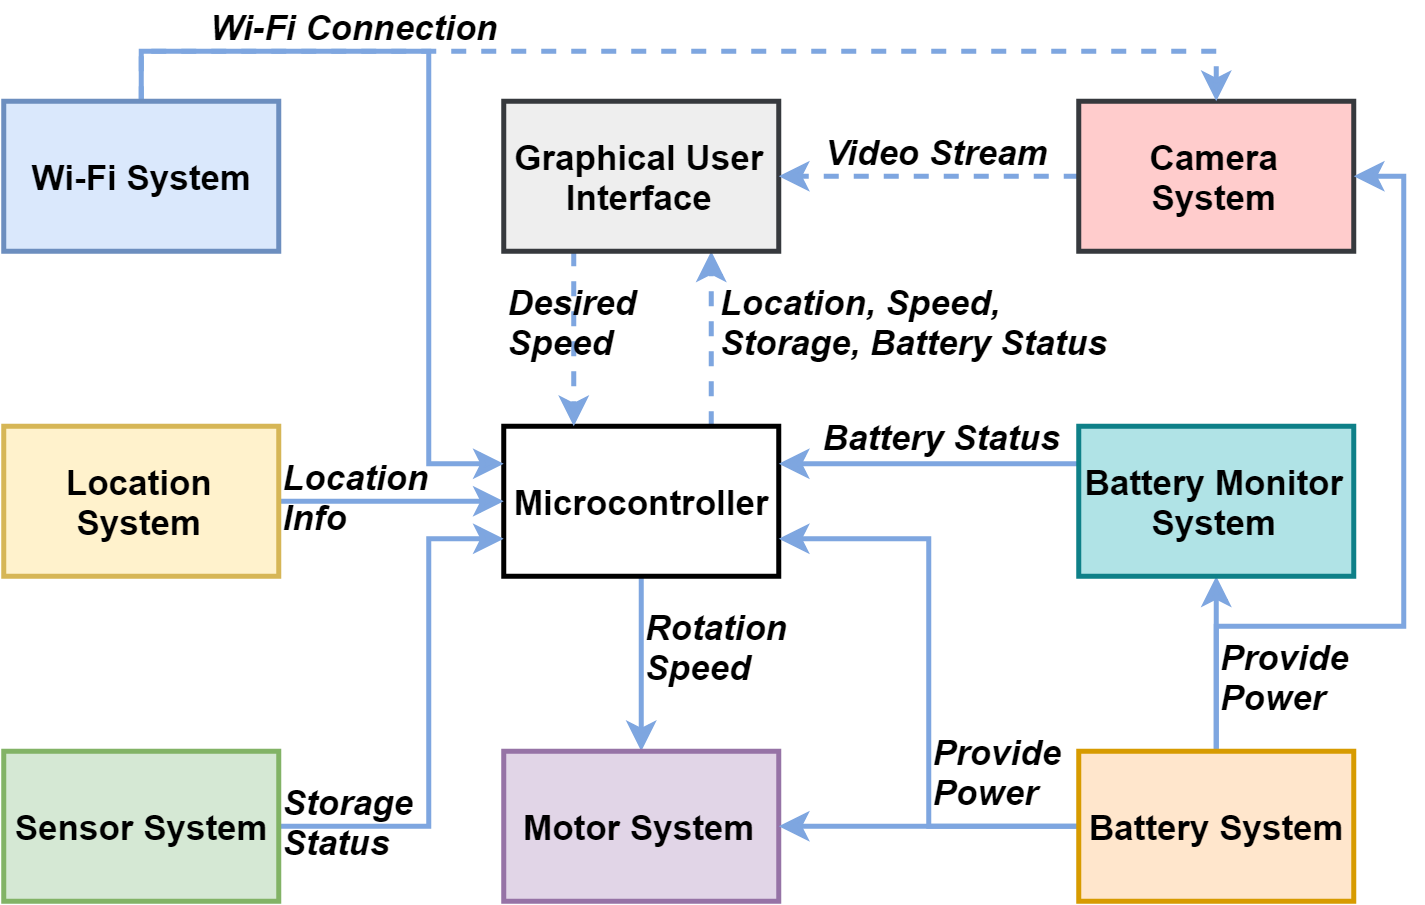 Wi-Fi Connection
Wi-Fi System
Graphical User
Interface
Video Stream
Camera
System
Desired
Speed
Location, Speed,
Storage, Battery Status
Location
System
Location
Info
Microcontroller
Battery Status
Battery Monitor
System
Rotation
Speed
Provide
Power
Sensor System
Storage
Status
Motor System
Provide
Power
Battery System